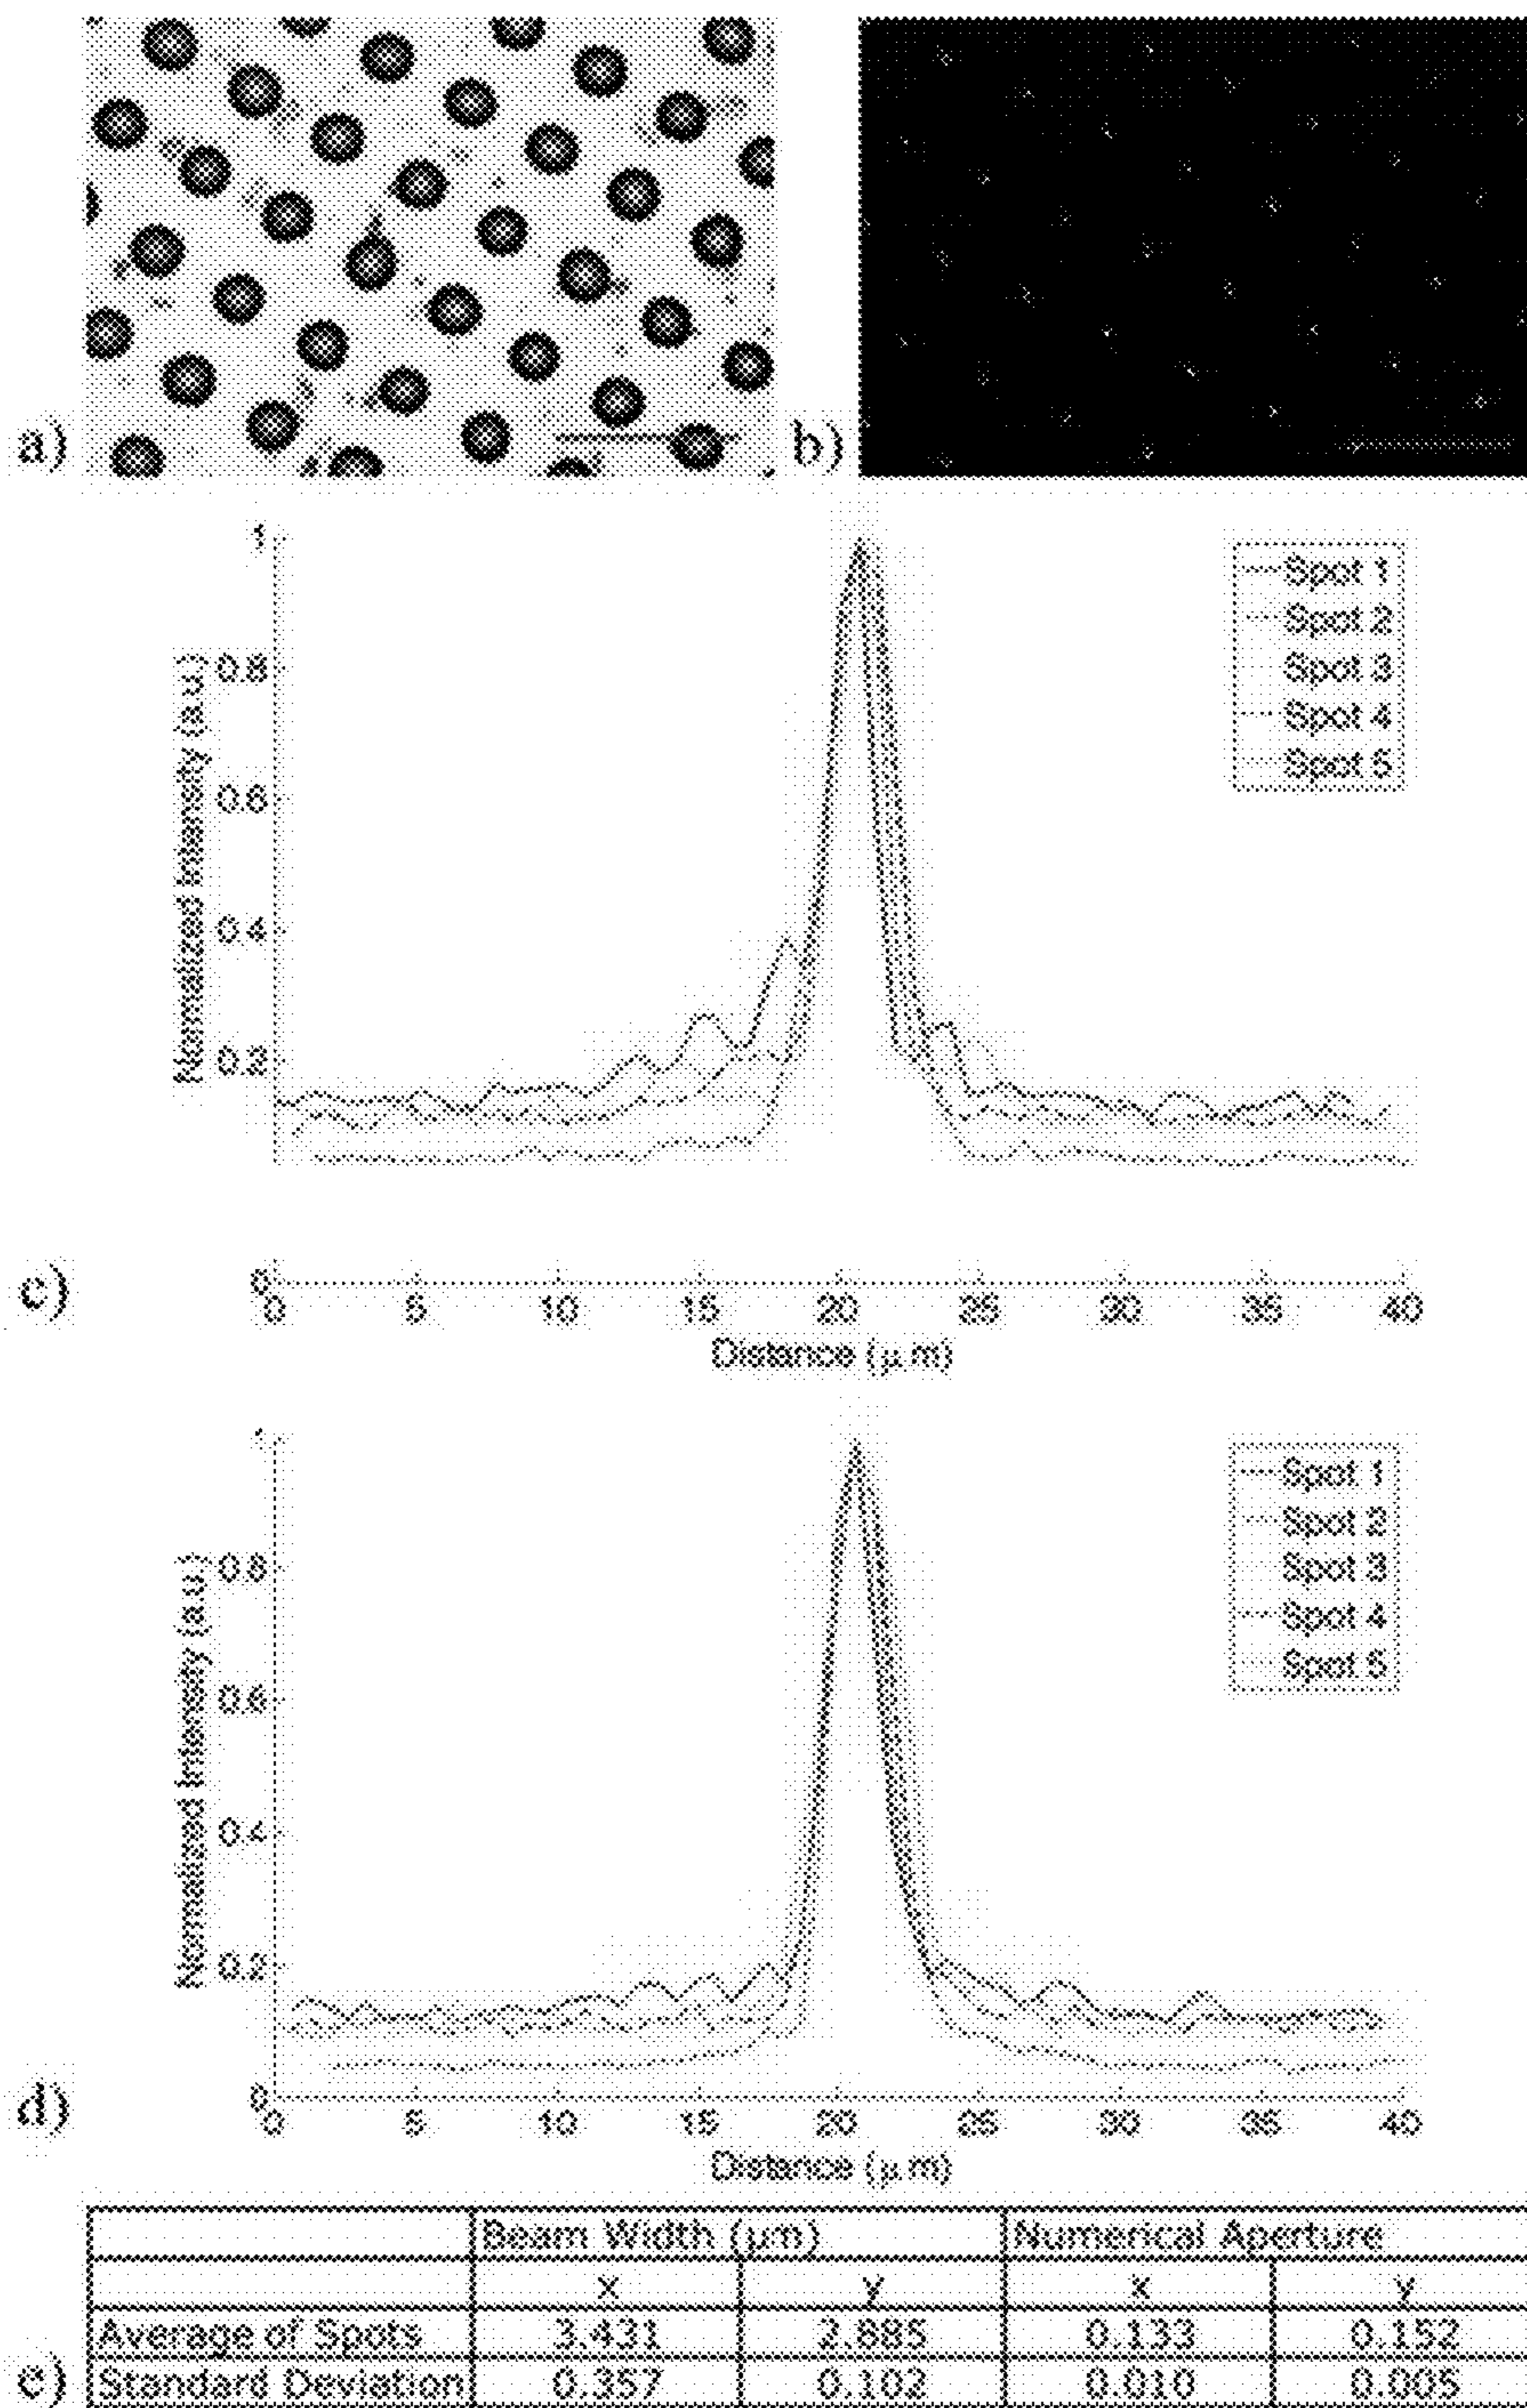 a)
b)
1
0.8
0.6
0.4
0.2
0
Normalized Intensity (a.u.)
Spot 1
Spot 2
Spot 3
Spot 4
Spot 5
c)
0 5 10 15 20 25 30 35 40
Distance (μm)
1
0.8
0.6
0.4
0.2
0
Normalized Intensity (a.u.)
Spot 1
Spot 2
Spot 3
Spot 4
Spot 5
d)
0 5 10 15 20 25 30 35 40
Distance (μm)
e)
Beam Width (μm) Numerical Aperture
x y x y
Average of Spots 3.431 2.885 0.133 0.152
Standard Deviation 0.357 0.102 0.010 0.005